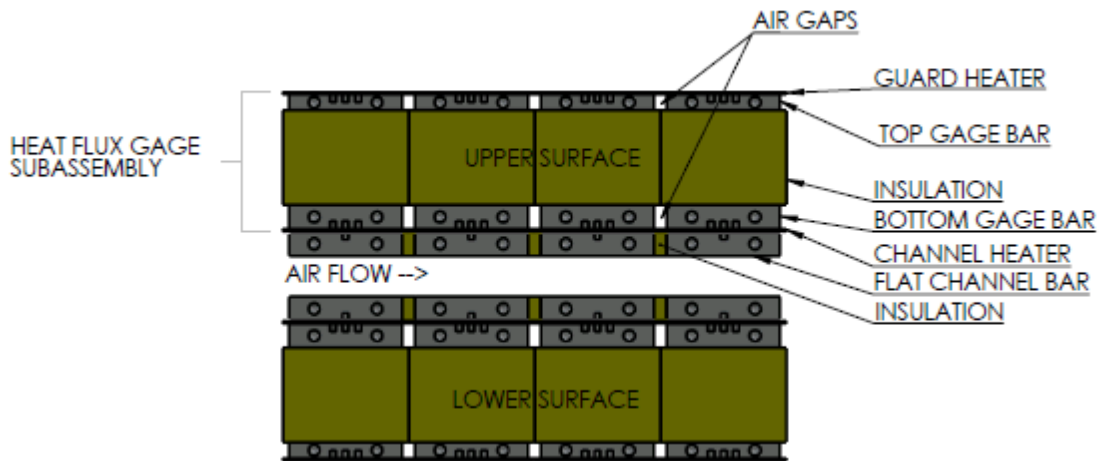 AIR GAPS
GUARD HEATER
TOP GAGE BAR
HEAT FLUX GAGE
SUBASSEMBLY
UPPER SURFACE
INSULATION
BOTTOM GAGE BAR
CHANNEL HEATER
FLAT CHANNEL BAR
AIR FLOW -->
INSULATION
LOWER SURFACE